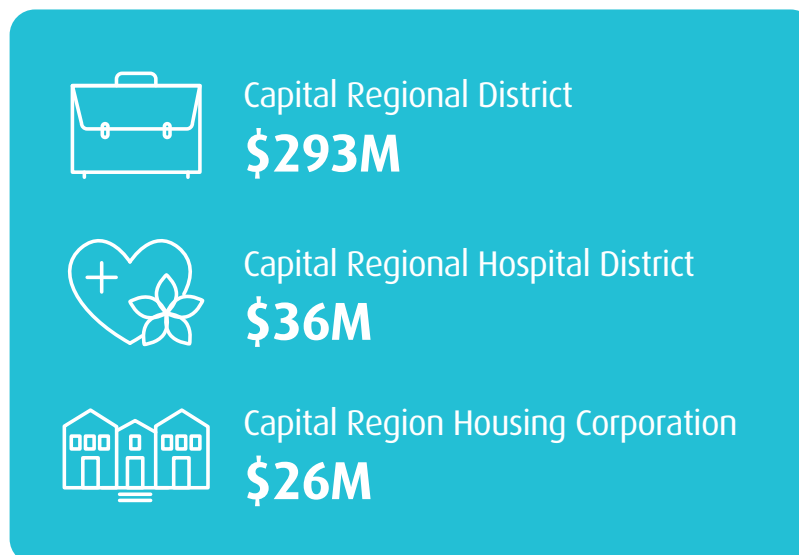 Capital Regional District
$293M
Capital Regional Hospital District
$36M
Capital Region Housing Corporation
$26M